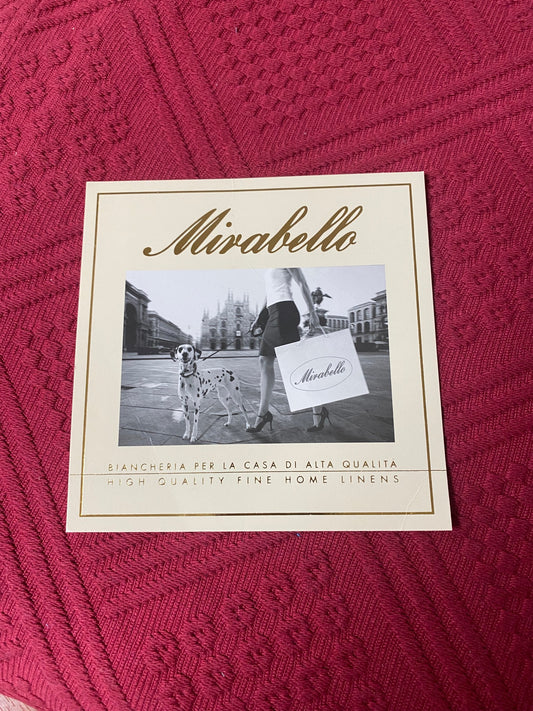 Mirabello
Mirabello
BIANCHERIA PER LA CASA DI ALTA QUALITÀ
HIGH QUALITY FINE HOME LINENS